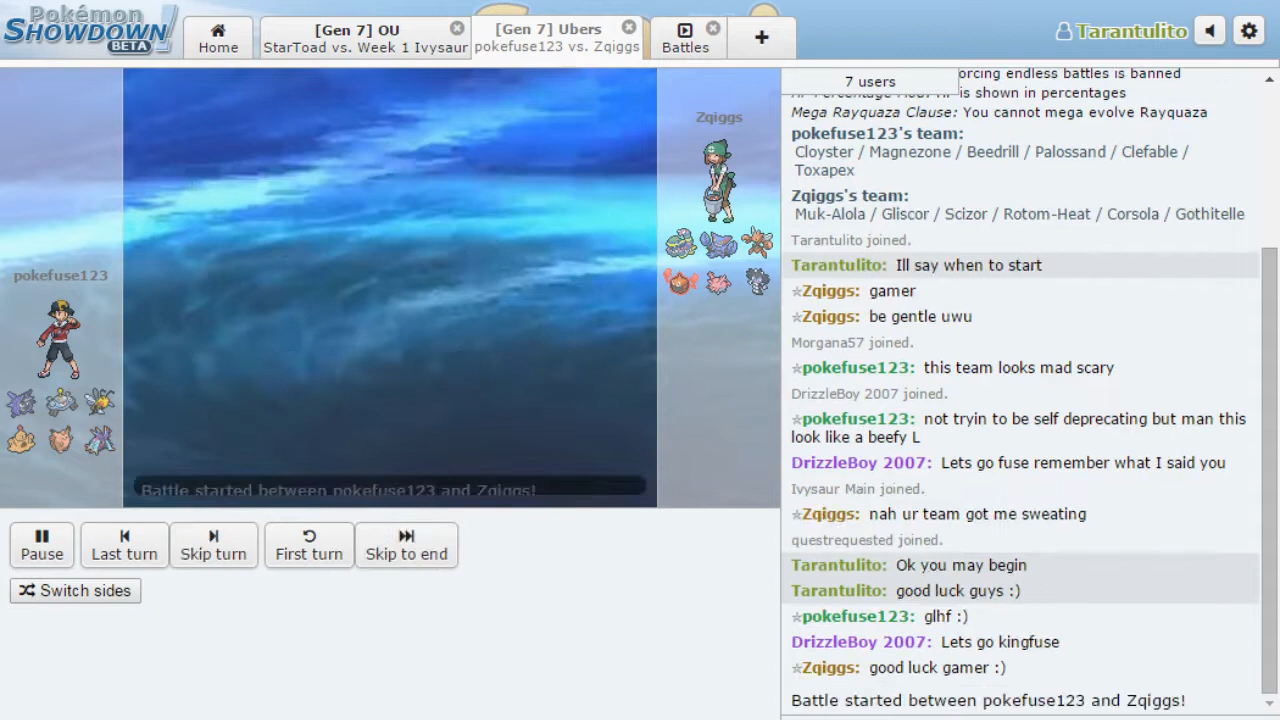 Pokémon
SHOWDOWN!
BETA
Home
[Gen 7] OU
StarToad vs. Week 1 Ivysaur
[Gen 7] Ubers
pokefuse123 vs. Zqiggs
Battles
Tarantulito
7 users
orcing endless battles is banned
is shown in percentages
Mega Rayquaza Clause: You cannot mega evolve Rayquaza
pokefuse123's team:
Cloyster / Magnezone / Beedrill / Palossand / Clefable /
Toxapex
Zqiggs's team:
Muk-Alola / Gliscor / Scizor / Rotom-Heat / Corsola / Gothitelle
Tarantulito joined.
Tarantulito: Ill say when to start
☆Zqiggs: gamer
☆Zqiggs: be gentle uwu
Morgana57 joined.
☆pokefuse123: this team looks mad scary
DrizzleBoy 2007 joined.
☆pokefuse123: not tryin to be self deprecating but man this
look like a beefy L
DrizzleBoy 2007: Lets go fuse remember what I said you
Ivysaur Main joined.
☆Zqiggs: nah ur team got me sweating
questrequested joined.
Tarantulito: Ok you may begin
Tarantulito: good luck guys :)
☆pokefuse123: glhf :)
DrizzleBoy 2007: Lets go kingfuse
☆Zqiggs: good luck gamer :)
Battle started between pokefuse123 and Zqiggs!
Zqiggs
pokefuse123
Battle started between pokefuse123 and Zqiggs!
Pause
Last turn
Skip turn
First turn
Skip to end
Switch sides